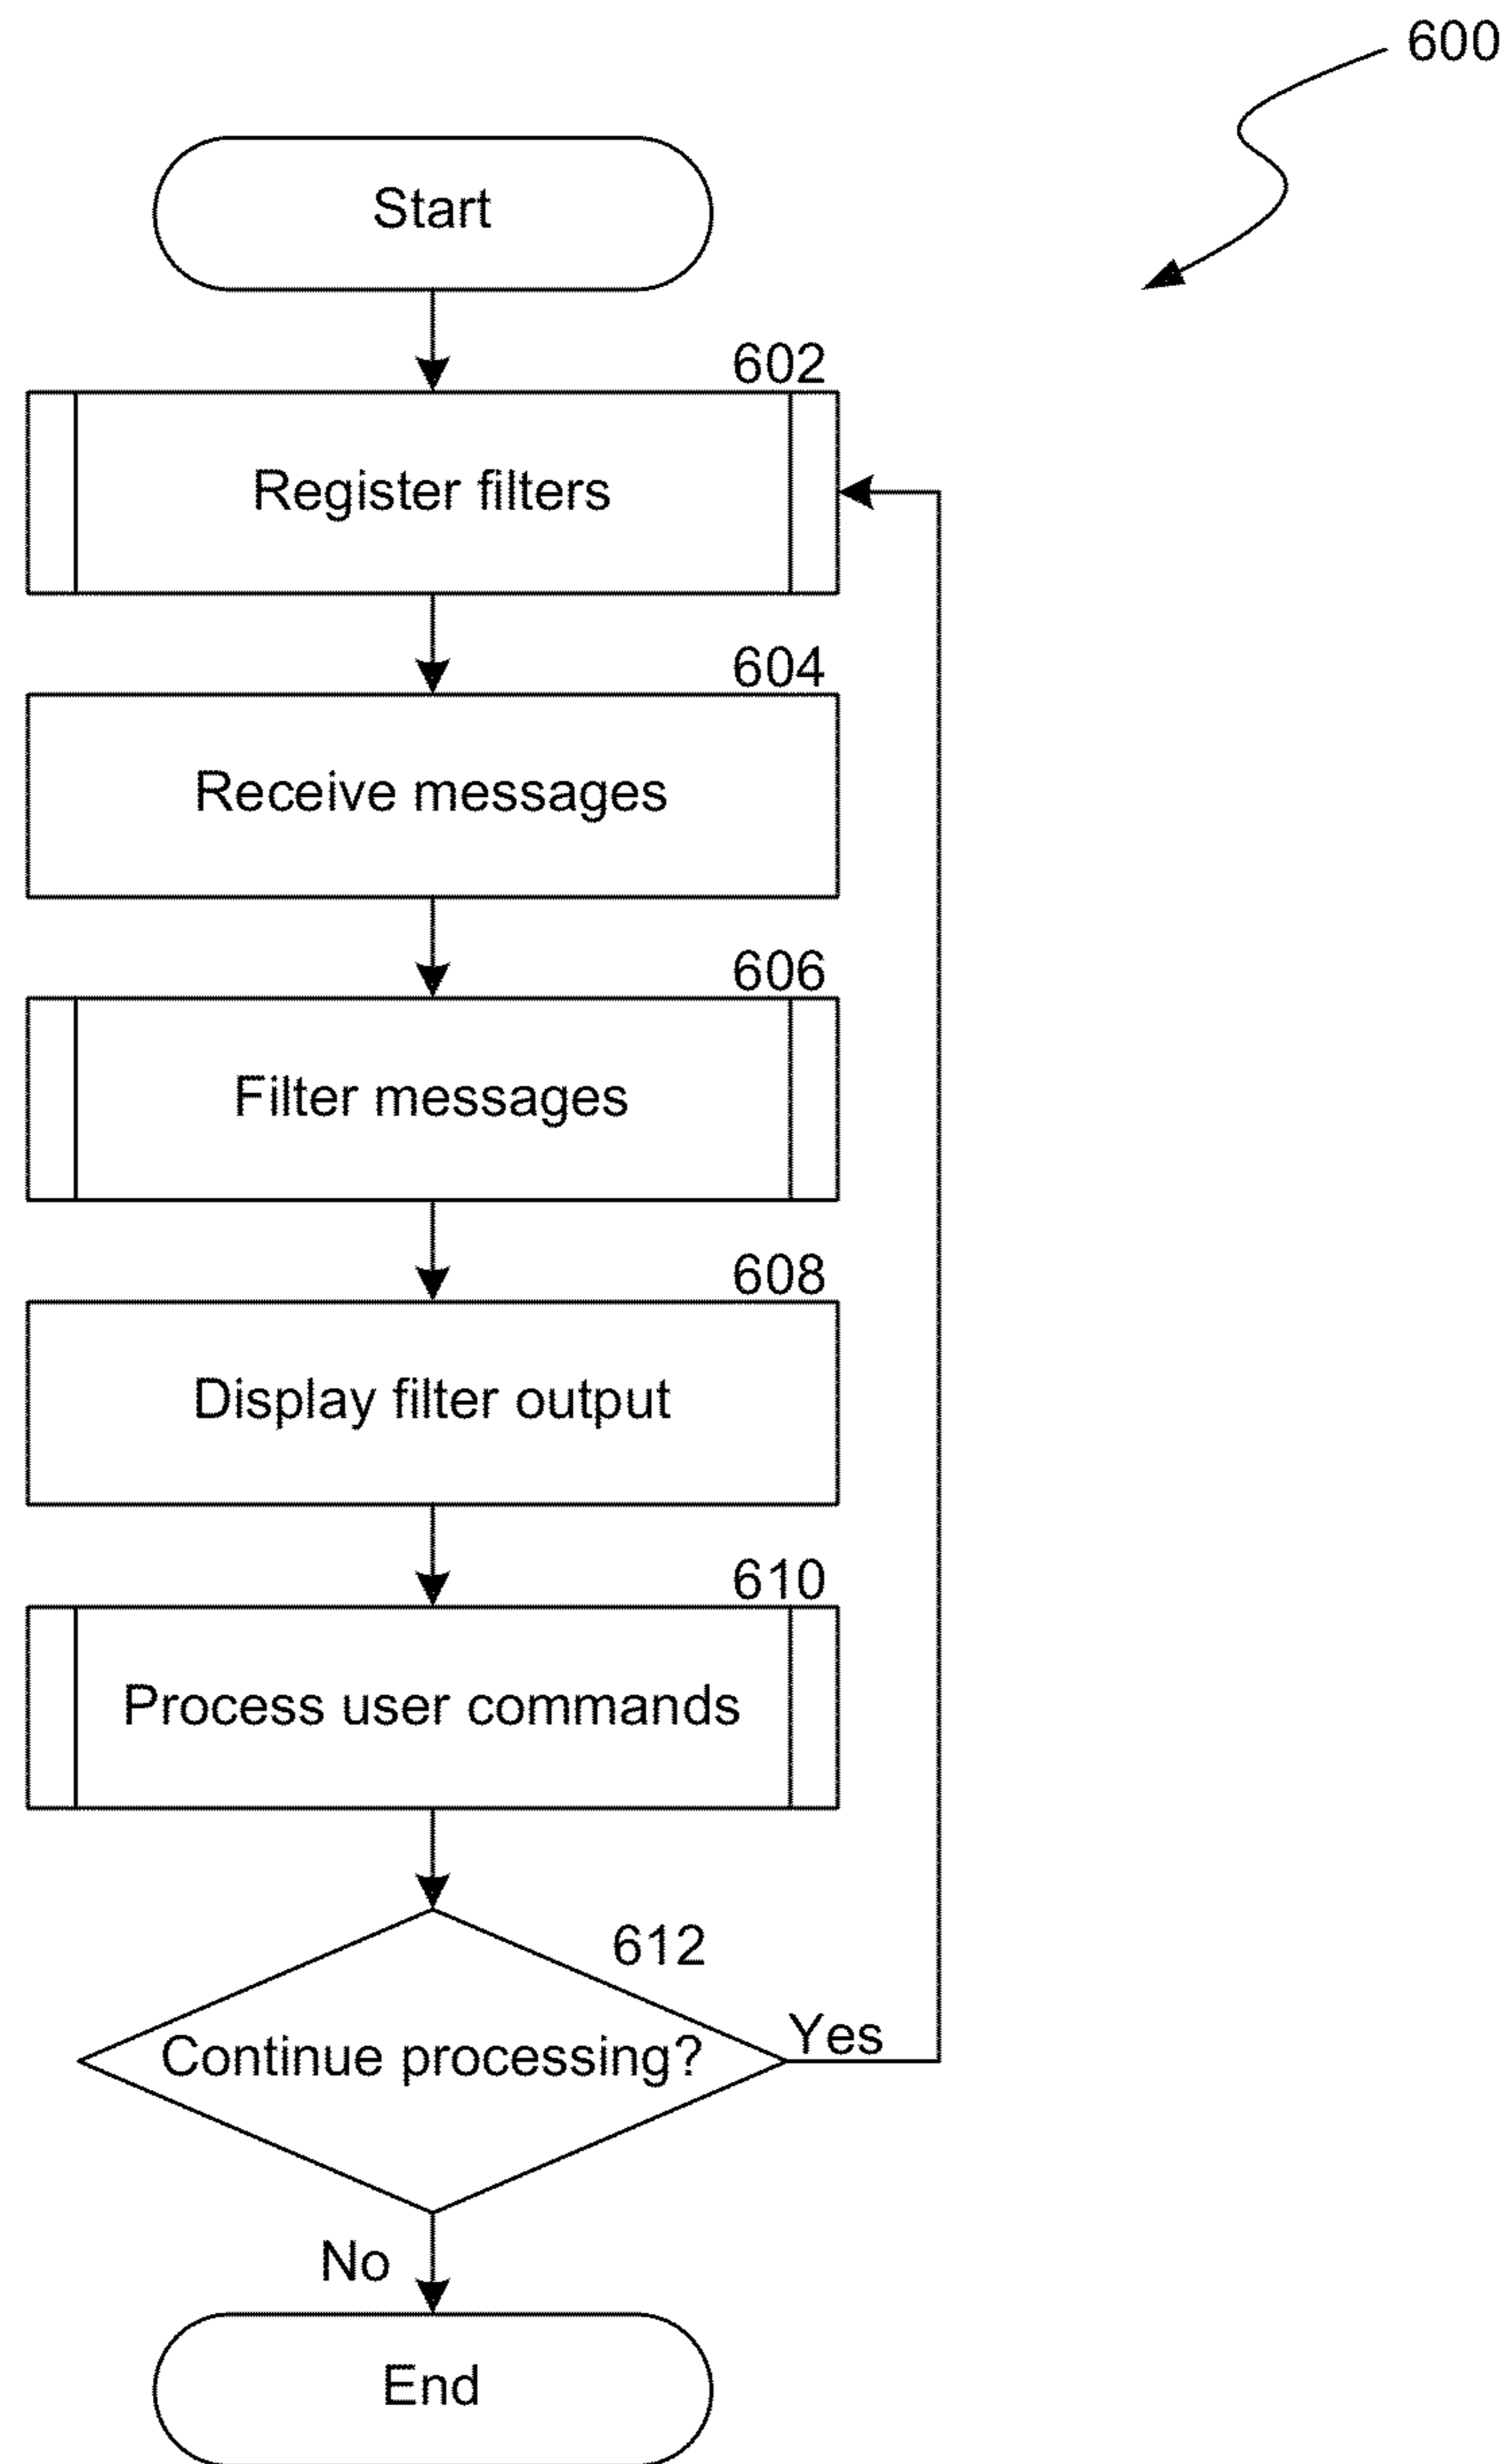 600
Start
602
Register filters
604
Receive messages
606
Filter messages
608
Display filter output
610
Process user commands
612
Continue processing?
Yes
No
End